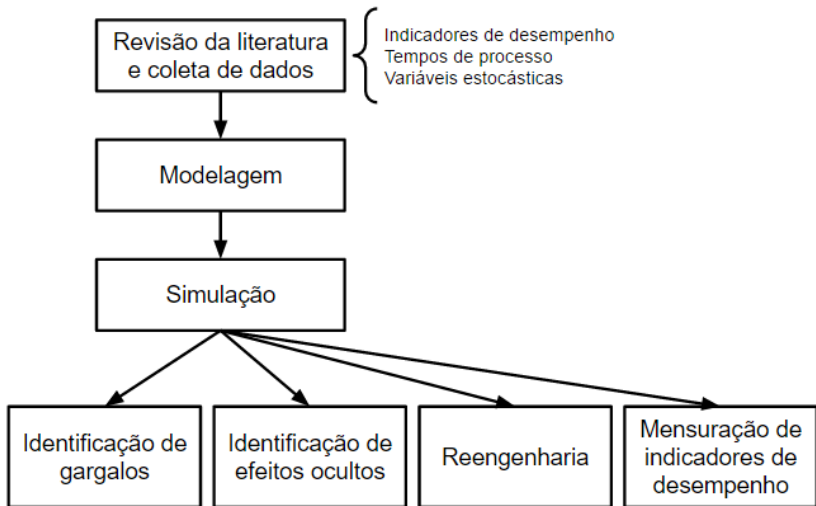 Revisão da literatura
e coleta de dados
Indicadores de desempenho
Tempos de processo
Variáveis estocásticas
Modelagem
Simulação
Identificação de
gargalos
Identificação de
efeitos ocultos
Reengenharia
Mensuração de
indicadores de
desempenho